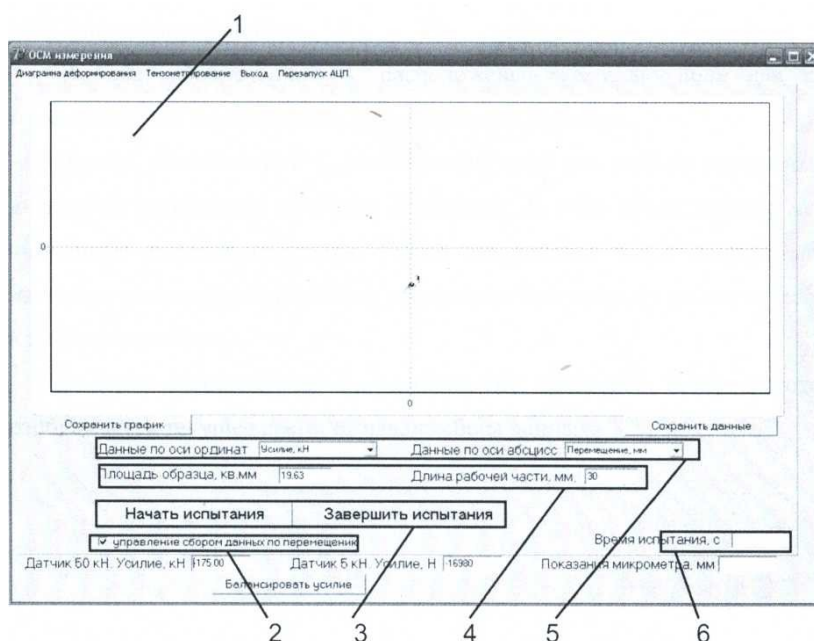 1
ОСМ измерения
Диаграмма деформирования Тензометрирование Выход Перезапуск АЦП
0
0
Сохранить график Сохранить данные
Данные по оси ординат Усилие, кН Данные по оси абсцисс Перемещение, мм
Площадь образца, кв.мм 19.63 Длина рабочей части, мм, 30
Начать испытания Завершить испытания
управление сбором данных по перемещени
Время испытания, с
Датчик 50 кН. Усилие, кН 175.00 Датчик 5 кН. Усилие, Н -16980 Показания микрометра, мм
Балансировать усилие
2 3 4 5 6